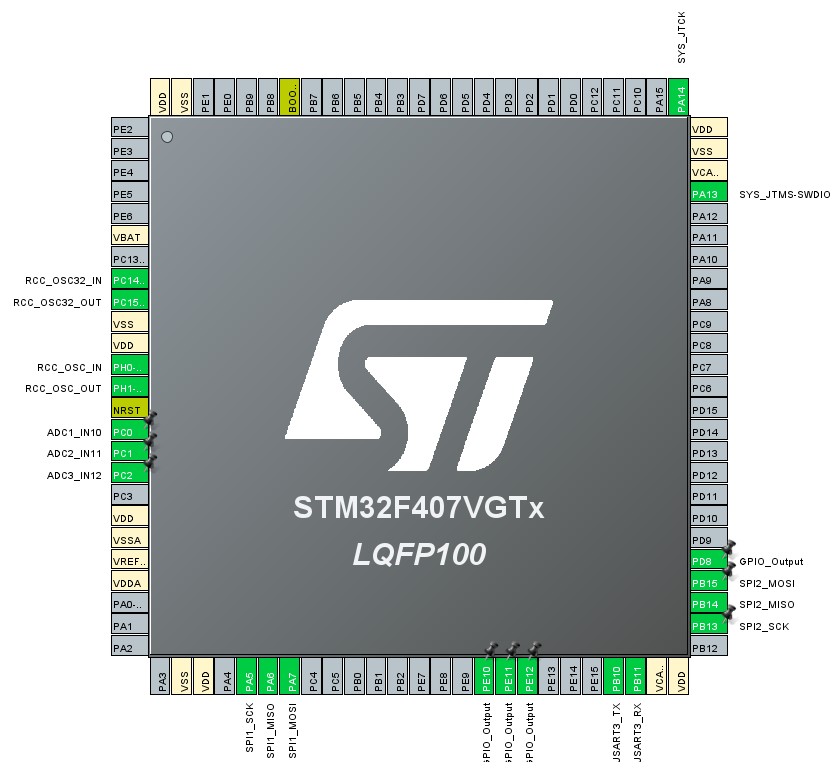 SYS_JTCK
VDD
VSS
PE1
PE0
PB9
PB8
BOO..
PB7
PB6
PB5
PB4
PB3
PD7
PD6
PD5
PD4
PD3
PD2
PD1
PD0
PC12
PC11
PC10
PA15
PA14
PE2
PE3
PE4
PE5
PE6
VBAT
PC13..
RCC_OSC32_IN PC14..
RCC_OSC32_OUT PC15..
VSS
VDD
RCC_OSC_IN PH0-..
RCC_OSC_OUT PH1-..
NRST
ADC1_IN10 PC0
ADC2_IN11 PC1
ADC3_IN12 PC2
PC3
VDD
VSSA
VREF..
VDDA
PA0-..
PA1
PA2
STM32F407VGTx
LQFP100
VDD
VSS
VCA..
PA13 SYS_JTMS-SWDIO
PA12
PA11
PA10
PA9
PA8
PC9
PC8
PC7
PC6
PD15
PD14
PD13
PD12
PD11
PD10
PD9
PD8 GPIO_Output
PB15 SPI2_MOSI
PB14 SPI2_MISO
PB13 SPI2_SCK
PB12
PA3
VSS
VDD
PA5
PA6
PA7
PC4
PC5
PB0
PB1
PB2
PE7
PE8
PE9
PE10
PE11
PE12
PE13
PE14
PE15
PB10
PB11
VCA..
VDD
SPI1_SCK
SPI1_MISO
SPI1_MOSI
GPIO_Output
GPIO_Output
GPIO_Output
USART3_TX
USART3_RX